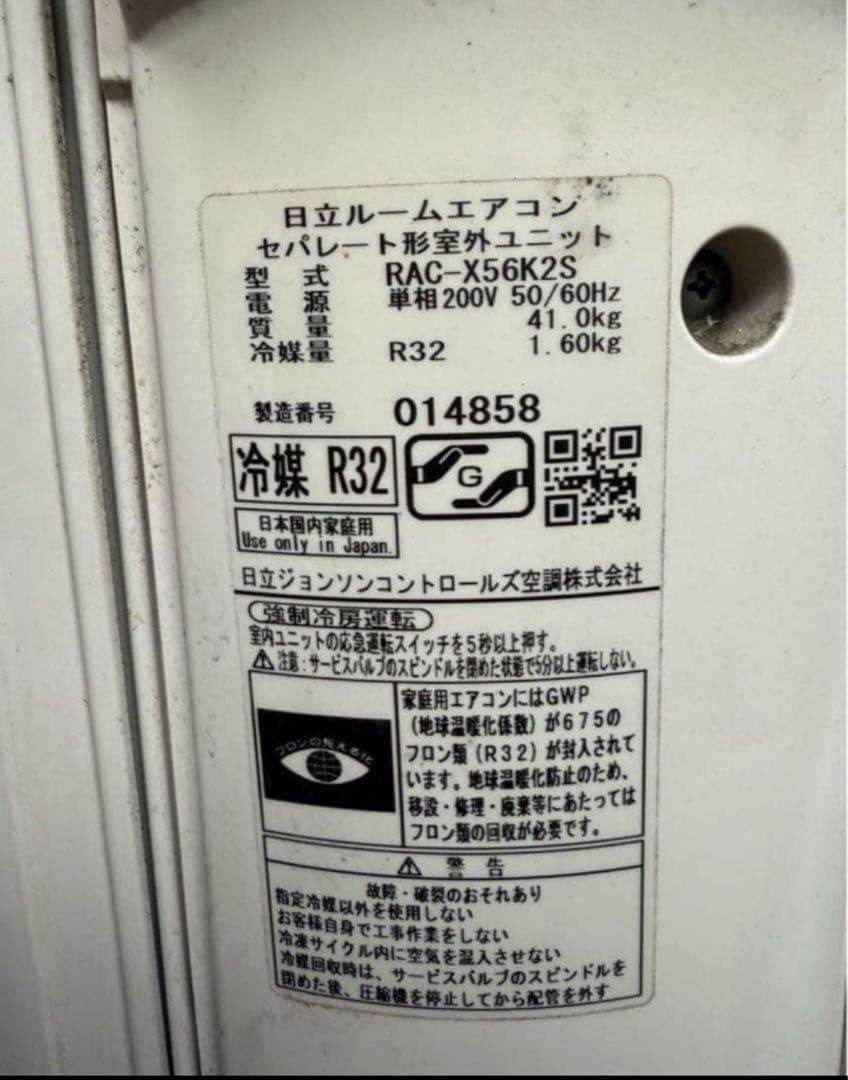 日立ルームエアコン
セパレート形室外ユニット
型 式 RAC-X56K2S
電 源 単相200V 50/60Hz
質 量 41.0kg
冷媒量 R32 1.60kg
製造番号 014858
冷媒 R32
G
日本国内家庭用
Use only in Japan.
日立ジョンソンコントロールズ空調株式会社
強制冷房運転
室内ユニットの応急運転スイッチを5秒以上押す。
⚠注意:サービスバルブのスピンドルを閉めた状態で5分以上運転しない。
フロンの見える化
家庭用エアコンにはGWP
(地球温暖化係数)が675の
フロン類(R32)が封入されて
います。地球温暖化防止のため、
移設・修理・廃棄等にあたっては
フロン類の回収が必要です。
⚠ 警 告
故障・破裂のおそれあり
指定冷媒以外を使用しない
お客様自身で工事作業をしない
冷凍サイクル内に空気を混入させない
冷媒回収時は、サービスバルブのスピンドルを
閉めた後、圧縮機を停止してから配管を外す